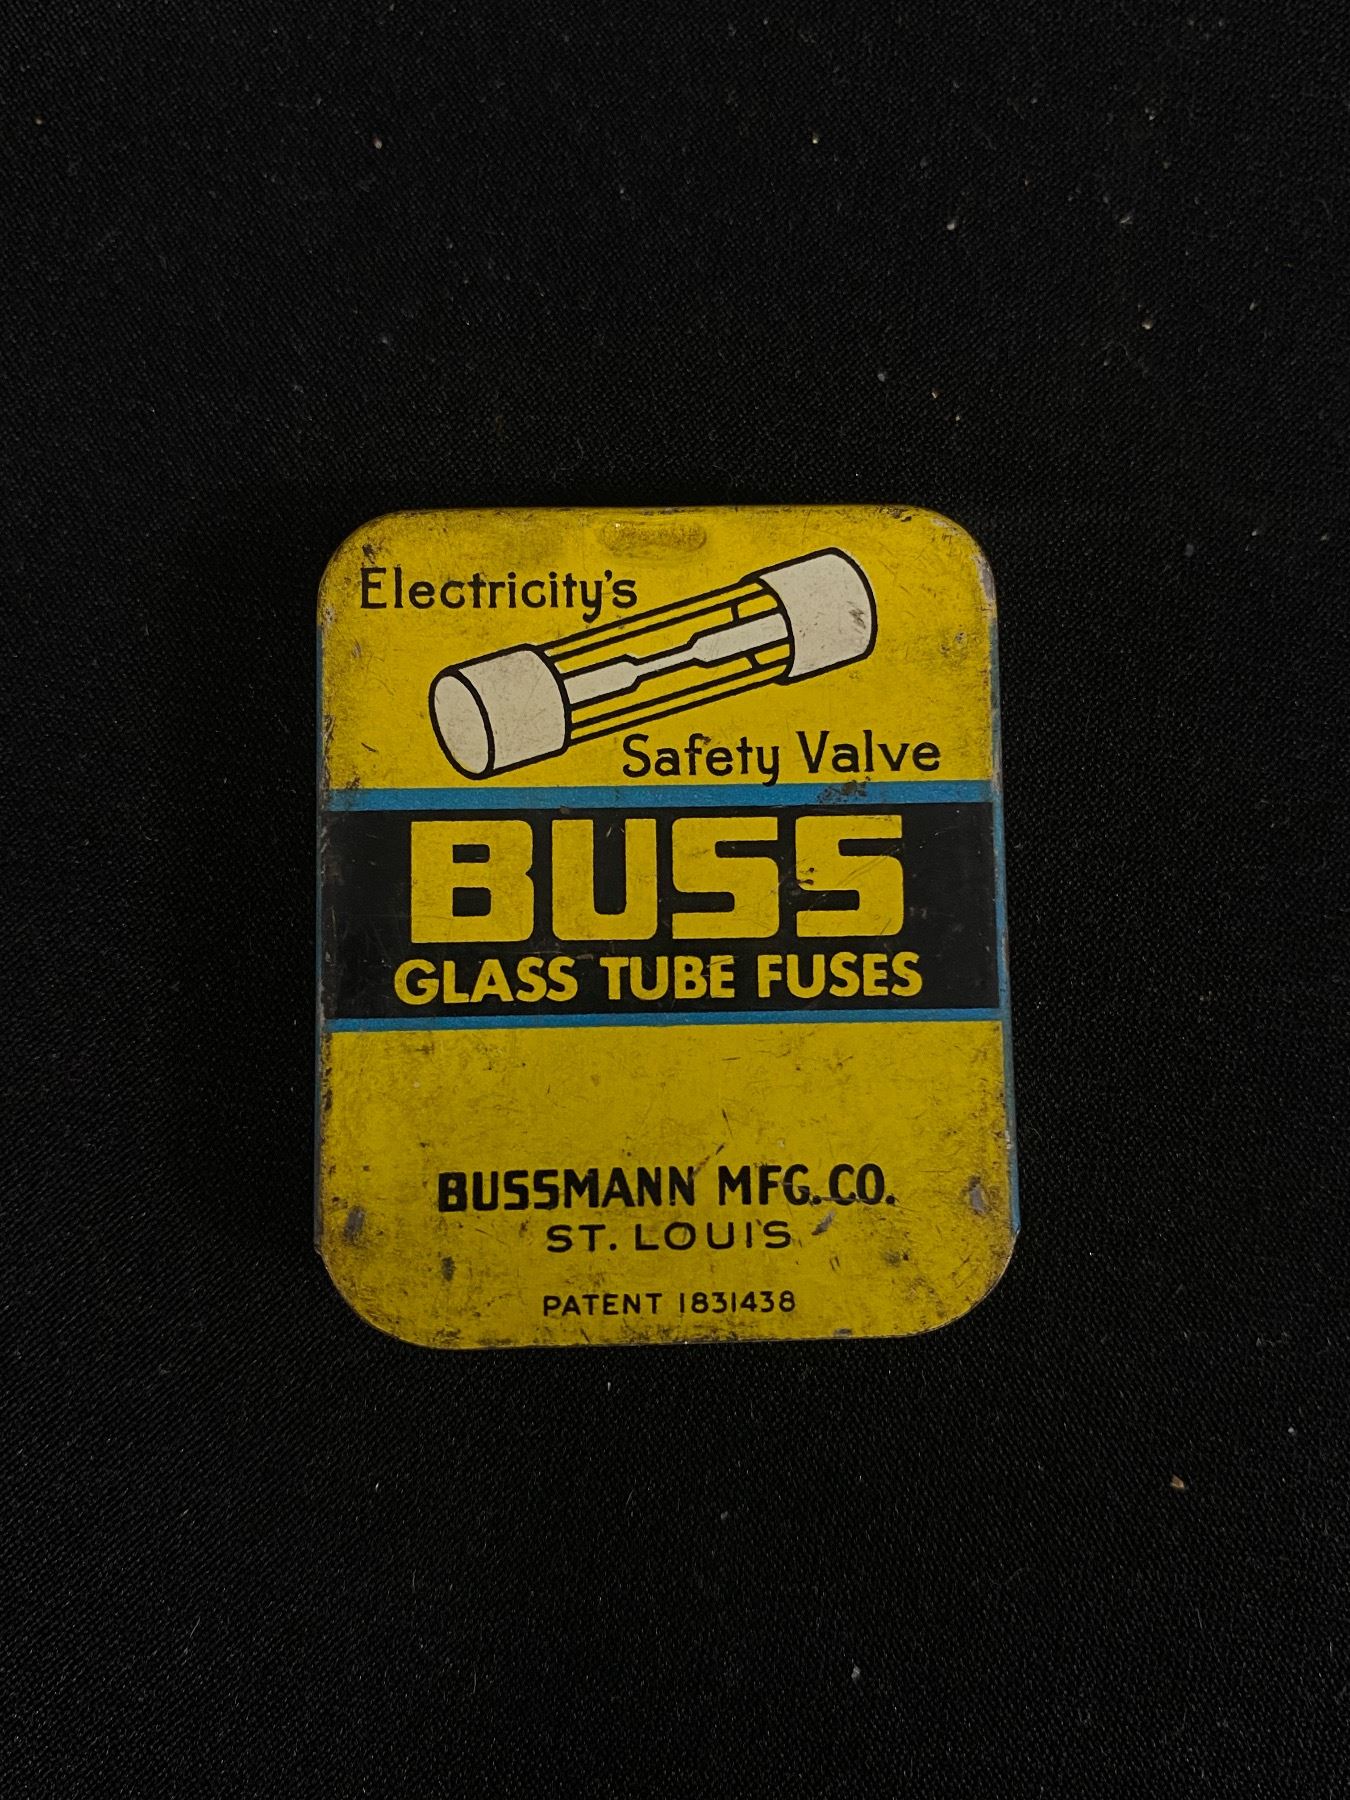 Electricity's
Safety Valve
BUSS
GLASS TUBE FUSES
BUSSMANN MFG. CO.
ST. LOUIS
PATENT 1831438